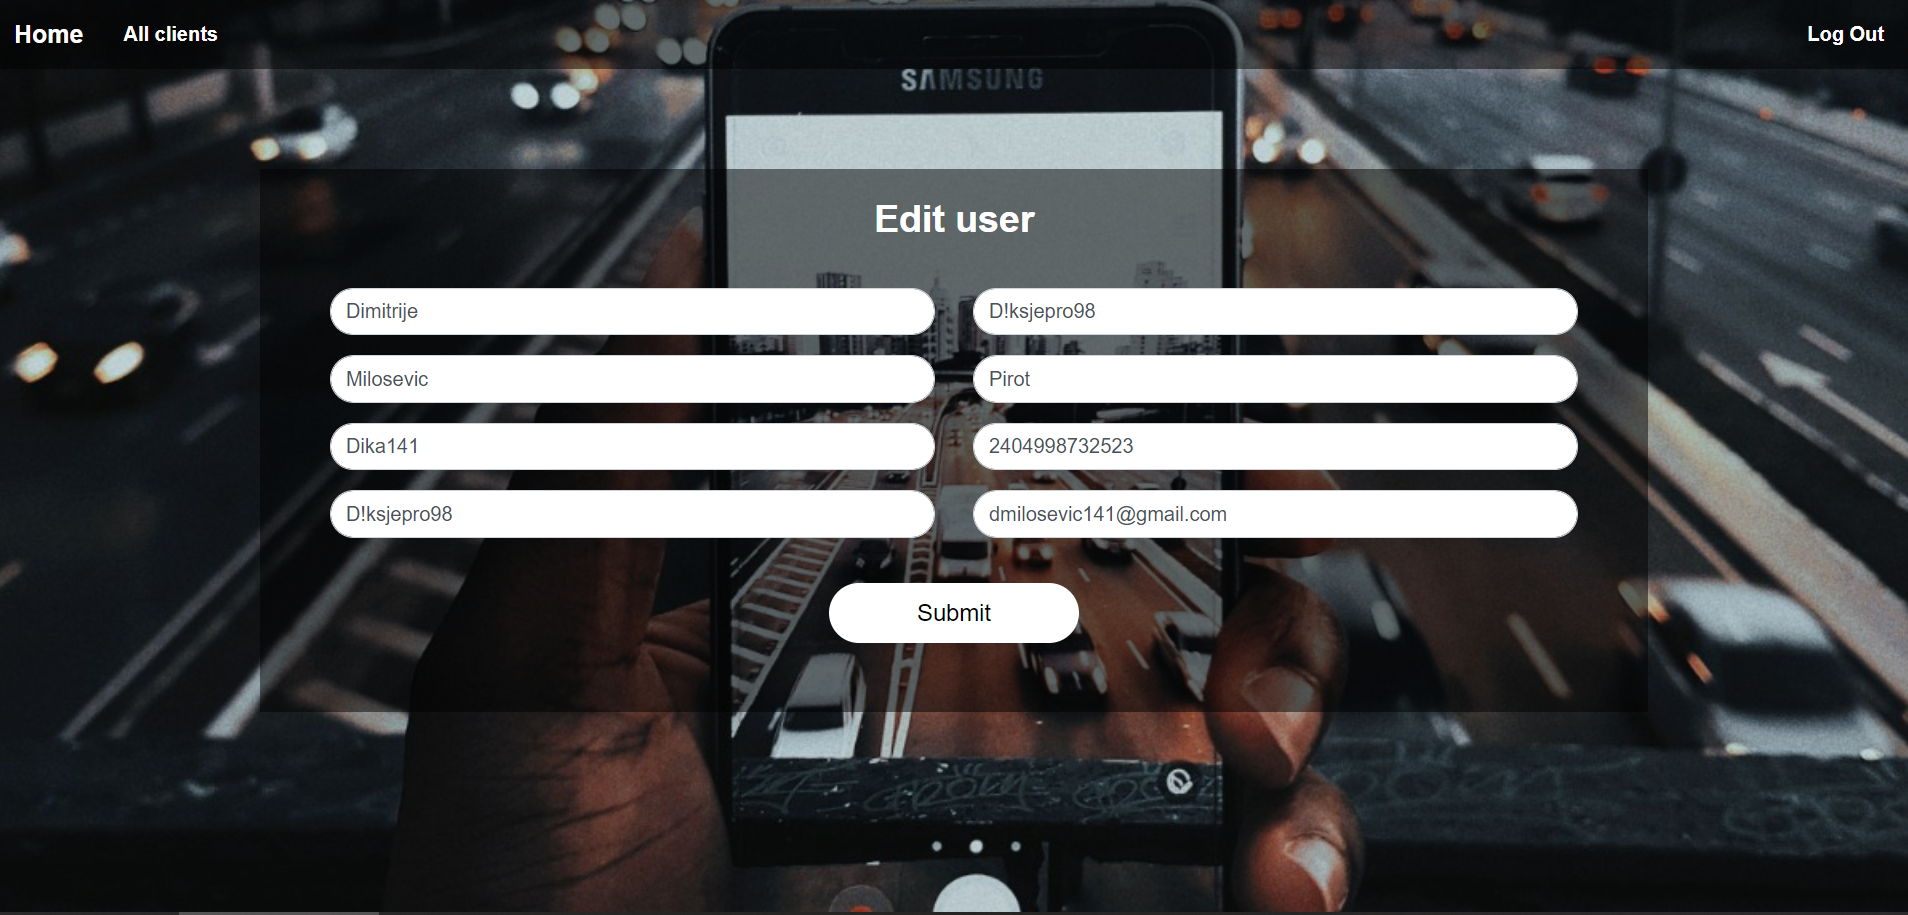 Home All clients Log Out
SAMSUNG
Edit user
Dimitrije
D!ksjepro98
Milosevic
Pirot
Dika141
2404998732523
D!ksjepro98
dmilosevic141@gmail.com
Submit